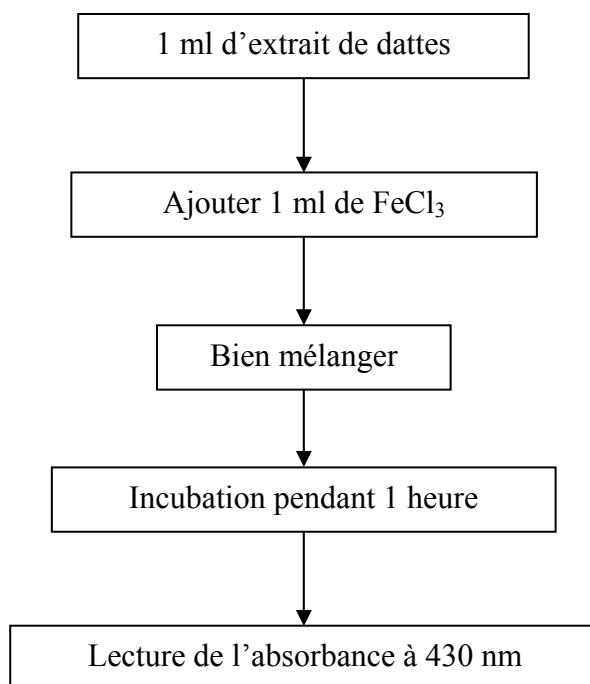 1 ml d’extrait de dattes
Ajouter 1 ml de FeCl₃
Bien mélanger
Incubation pendant 1 heure
Lecture de l’absorbance à 430 nm